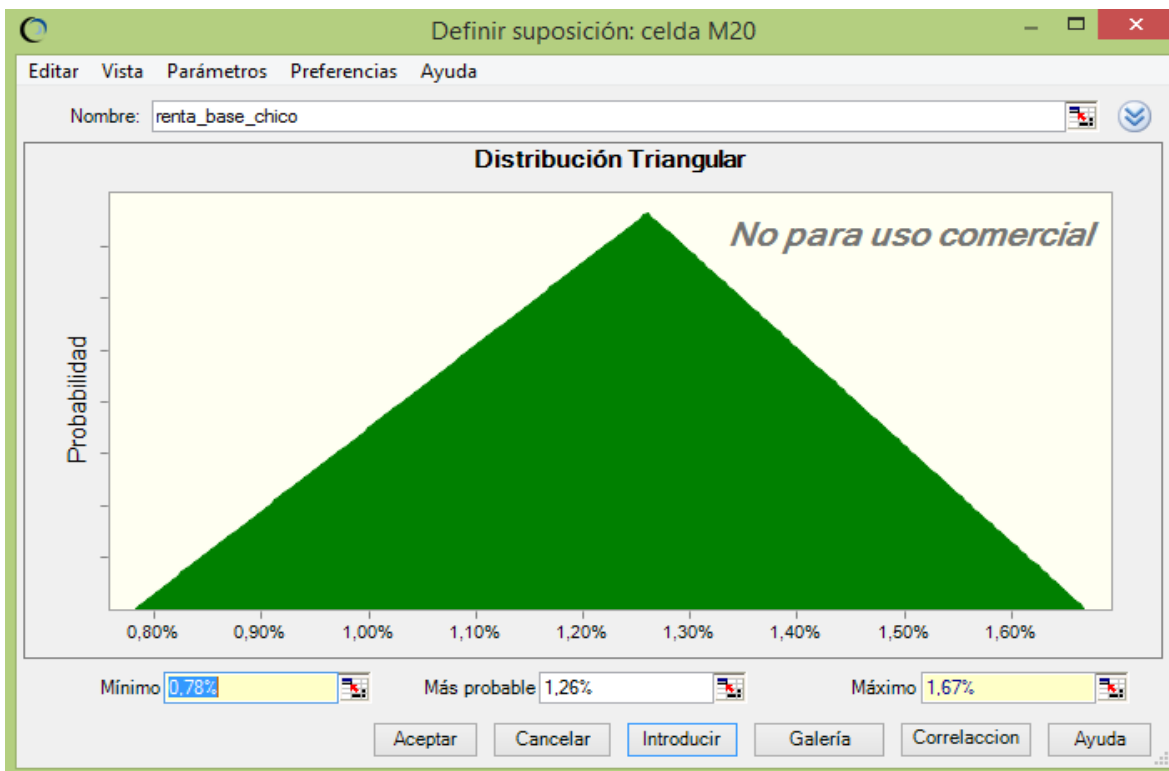 Definir suposición: celda M20
Editar Vista Parámetros Preferencias Ayuda
Nombre: renta_base_chico
Distribución Triangular
No para uso comercial
Probabilidad
0,80% 0,90% 1,00% 1,10% 1,20% 1,30% 1,40% 1,50% 1,60%
Mínimo 0,78% Más probable 1,26% Máximo 1,67%
Aceptar Cancelar Introducir Galería Correlaccion Ayuda